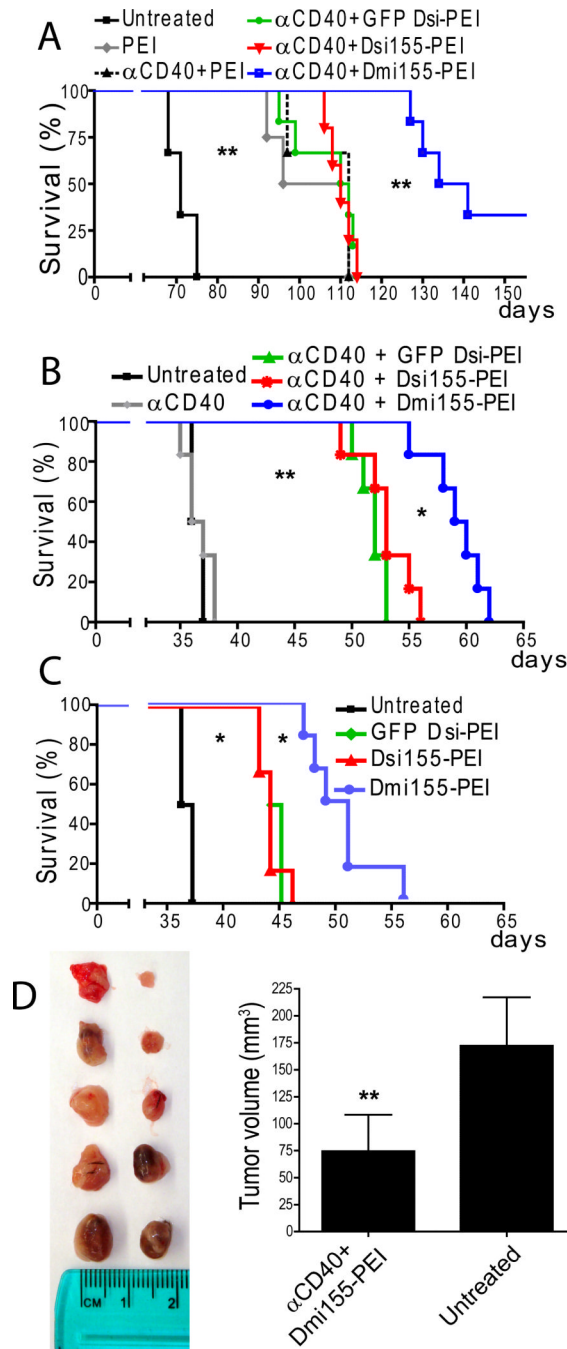 A
Untreated
PEI
αCD40+PEI
αCD40+GFP Dsi-PEI
αCD40+Dsi155-PEI
αCD40+Dmi155-PEI
Survival (%)
100
75
50
25
0
**
**
0 70 80 90 100 110 120 130 140 150
days
B
Untreated
αCD40
αCD40 + GFP Dsi-PEI
αCD40 + Dsi155-PEI
αCD40 + Dmi155-PEI
Survival (%)
100
80
60
40
20
0
**
*
0 35 40 45 50 55 60 65
days
C
Untreated
GFP Dsi-PEI
Dsi155-PEI
Dmi155-PEI
Survival (%)
100
80
60
40
20
0
*
*
0 35 40 45 50 55 60 65
days
D
CM 1 2
Tumor volume (mm³)
225
200
175
150
125
100
75
50
25
0
**
αCD40+
Dmi155-PEI
Untreated